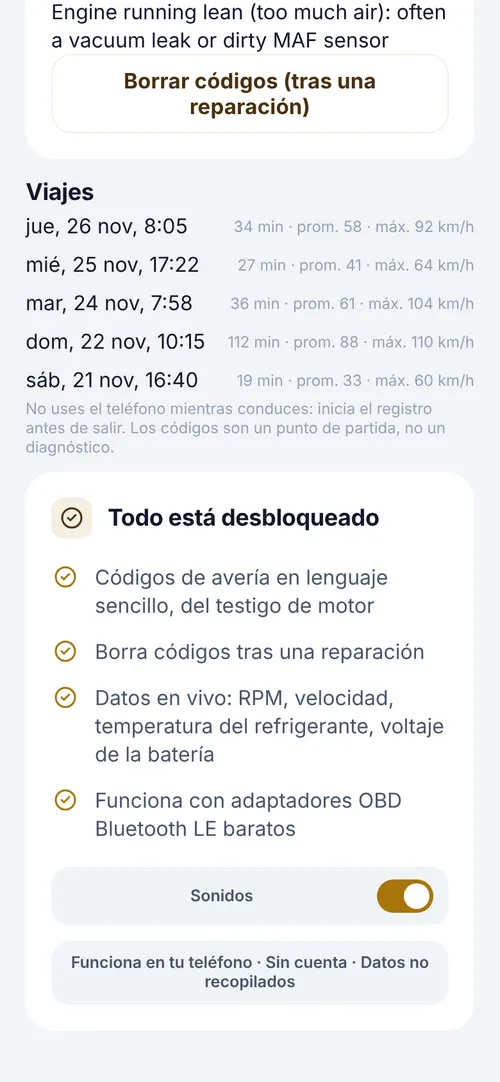 Engine running lean (too much air): often
a vacuum leak or dirty MAF sensor
Borrar códigos (tras una
reparación)
Viajes
jue, 26 nov, 8:05 34 min · prom. 58 · máx. 92 km/h
mié, 25 nov, 17:22 27 min · prom. 41 · máx. 64 km/h
mar, 24 nov, 7:58 36 min · prom. 61 · máx. 104 km/h
dom, 22 nov, 10:15 112 min · prom. 88 · máx. 110 km/h
sáb, 21 nov, 16:40 19 min · prom. 33 · máx. 60 km/h
No uses el teléfono mientras conduces: inicia el registro
antes de salir. Los códigos son un punto de partida, no un
diagnóstico.
Todo está desbloqueado
Códigos de avería en lenguaje
sencillo, del testigo de motor
Borra códigos tras una reparación
Datos en vivo: RPM, velocidad,
temperatura del refrigerante, voltaje
de la batería
Funciona con adaptadores OBD
Bluetooth LE baratos
Sonidos
Funciona en tu teléfono · Sin cuenta · Datos no
recopilados